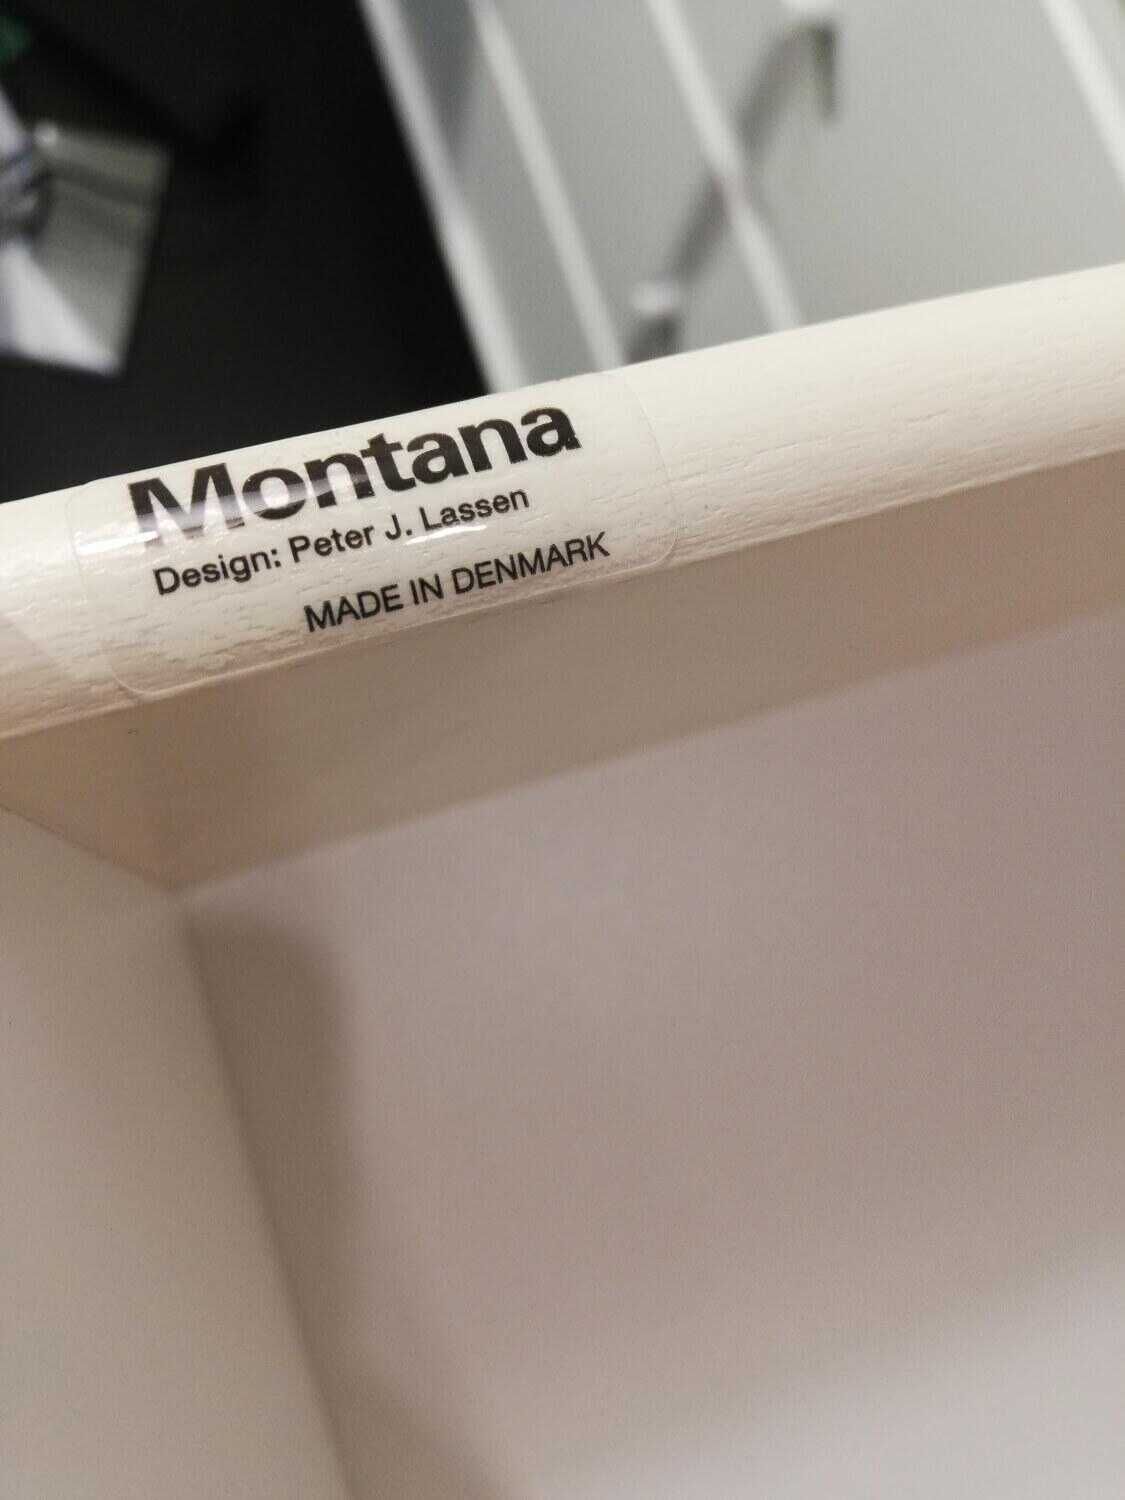 Montana
Design: Peter J. Lassen
MADE IN DENMARK